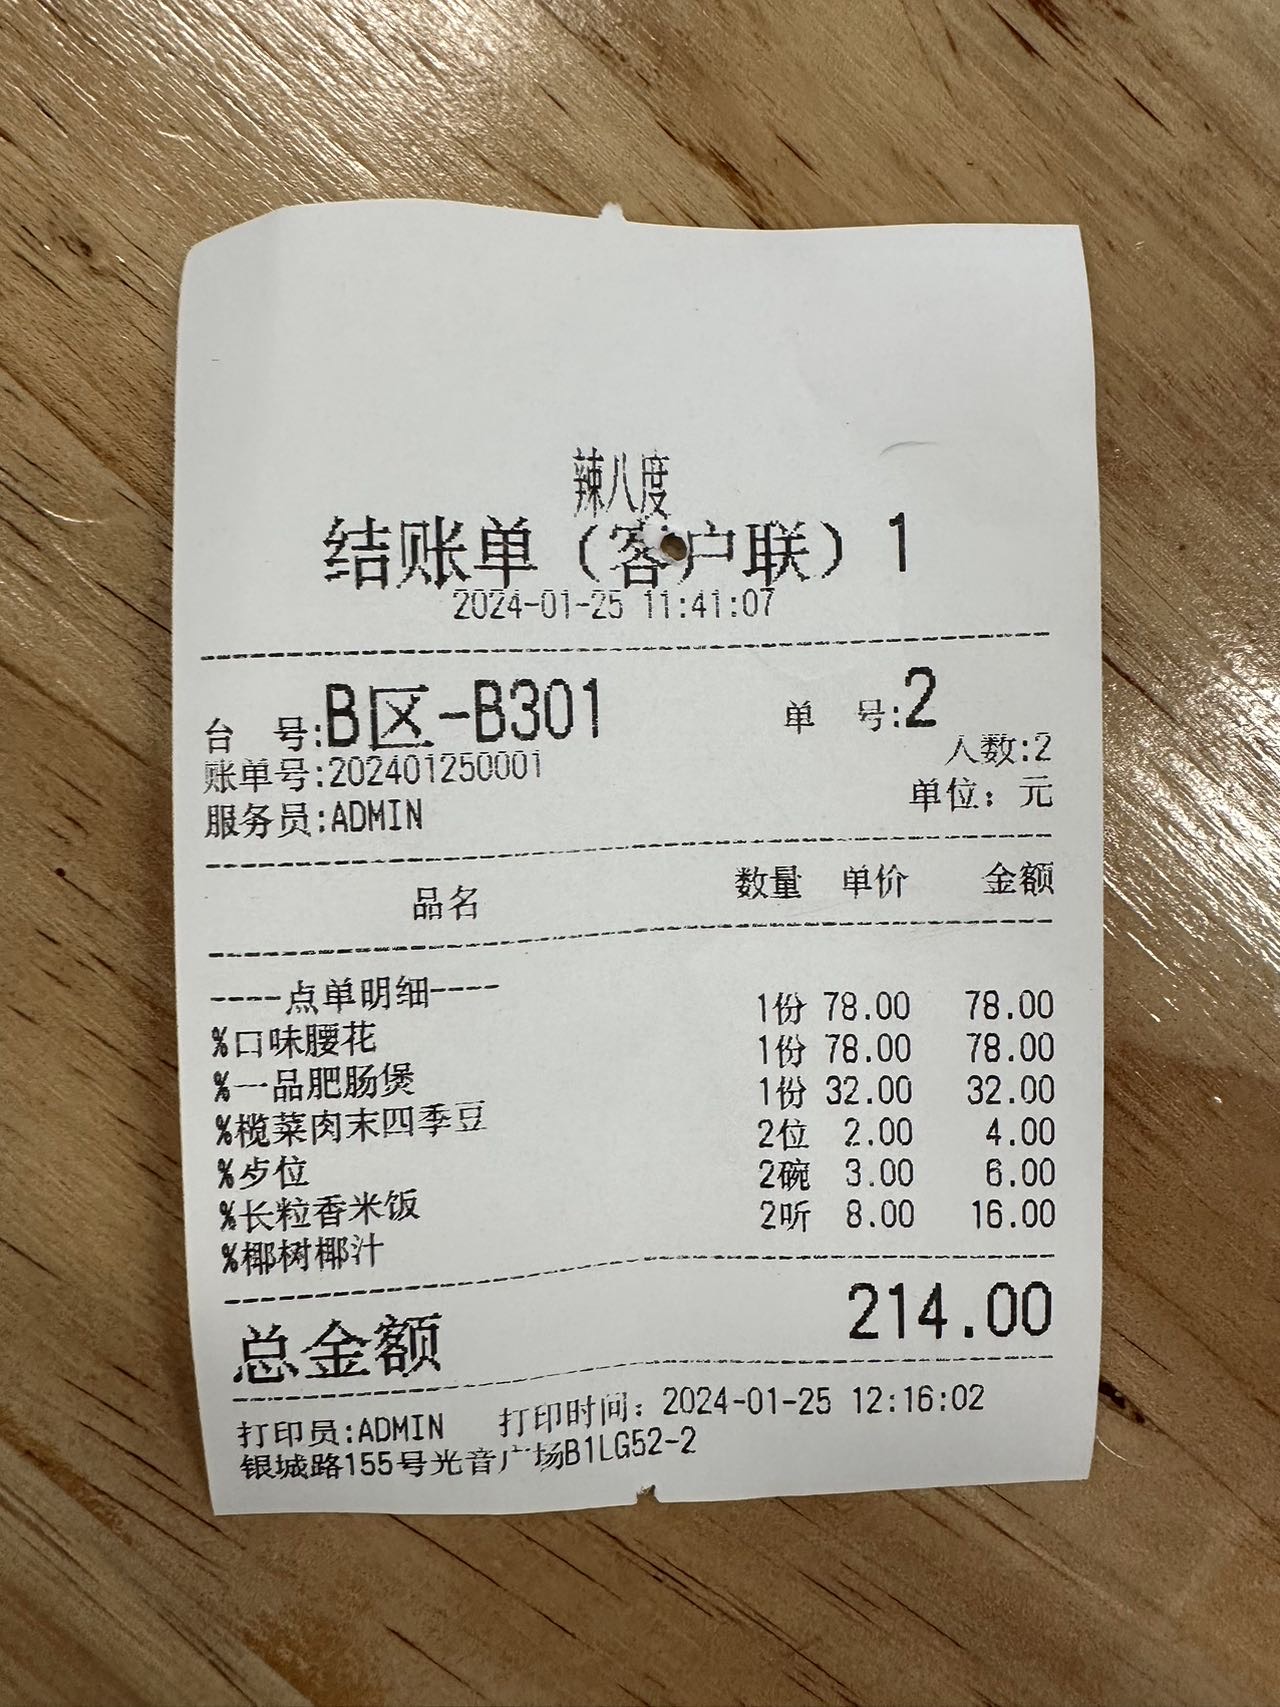 辣八度
结账单（客户联）1
2024-01-25 11:41:07
台 号:B区-B301 单 号:2
人数:2
账单号:202401250001
单位：元
服务员:ADMIN
品名 数量 单价 金额
----点单明细----
%口味腰花 1份 78.00 78.00
%一品肥肠煲 1份 78.00 78.00
%榄菜肉末四季豆 1份 32.00 32.00
%歺位 2位 2.00 4.00
%长粒香米饭 2碗 3.00 6.00
%椰树椰汁 2听 8.00 16.00
总金额 214.00
打印员:ADMIN 打印时间：2024-01-25 12:16:02
银城路155号光音广场B1LG52-2